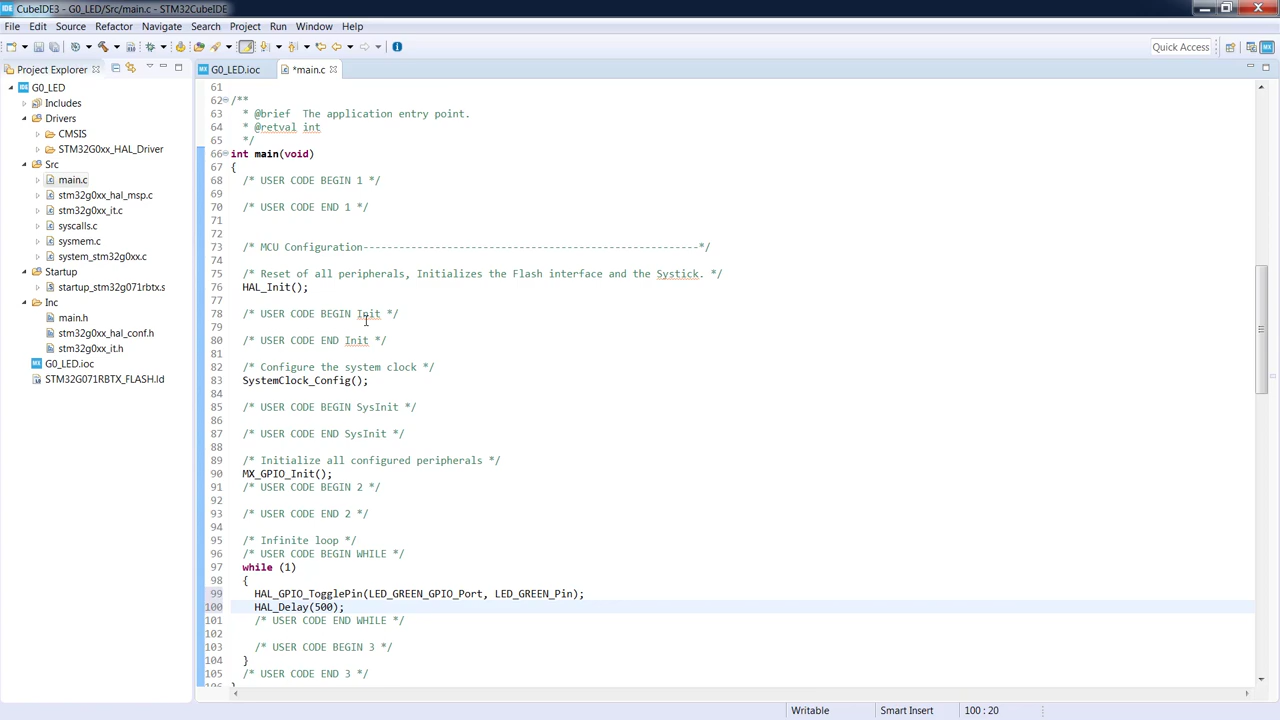 CubeIDE3 - G0_LED/Src/main.c - STM32CubeIDE
File Edit Source Refactor Navigate Search Project Run Window Help
Quick Access
Project Explorer
G0_LED
Includes
Drivers
CMSIS
STM32G0xx_HAL_Driver
Src
main.c
stm32g0xx_hal_msp.c
stm32g0xx_it.c
syscalls.c
sysmem.c
system_stm32g0xx.c
Startup
startup_stm32g071rbtx.s
Inc
main.h
stm32g0xx_hal_conf.h
stm32g0xx_it.h
G0_LED.ioc
STM32G071RBTX_FLASH.ld
G0_LED.ioc *main.c
61
62 /**
63 * @brief  The application entry point.
64 * @retval int
65 */
66 int main(void)
67 {
68 /* USER CODE BEGIN 1 */
69
70 /* USER CODE END 1 */
71
72
73 /* MCU Configuration--------------------------------------------------------*/
74
75 /* Reset of all peripherals, Initializes the Flash interface and the Systick. */
76 HAL_Init();
77
78 /* USER CODE BEGIN Init */
79
80 /* USER CODE END Init */
81
82 /* Configure the system clock */
83 SystemClock_Config();
84
85 /* USER CODE BEGIN SysInit */
86
87 /* USER CODE END SysInit */
88
89 /* Initialize all configured peripherals */
90 MX_GPIO_Init();
91 /* USER CODE BEGIN 2 */
92
93 /* USER CODE END 2 */
94
95 /* Infinite loop */
96 /* USER CODE BEGIN WHILE */
97 while (1)
98 {
99 HAL_GPIO_TogglePin(LED_GREEN_GPIO_Port, LED_GREEN_Pin);
100 HAL_Delay(500);
101 /* USER CODE END WHILE */
102
103 /* USER CODE BEGIN 3 */
104 }
105 /* USER CODE END 3 */
106 }
Writable Smart Insert 100 : 20